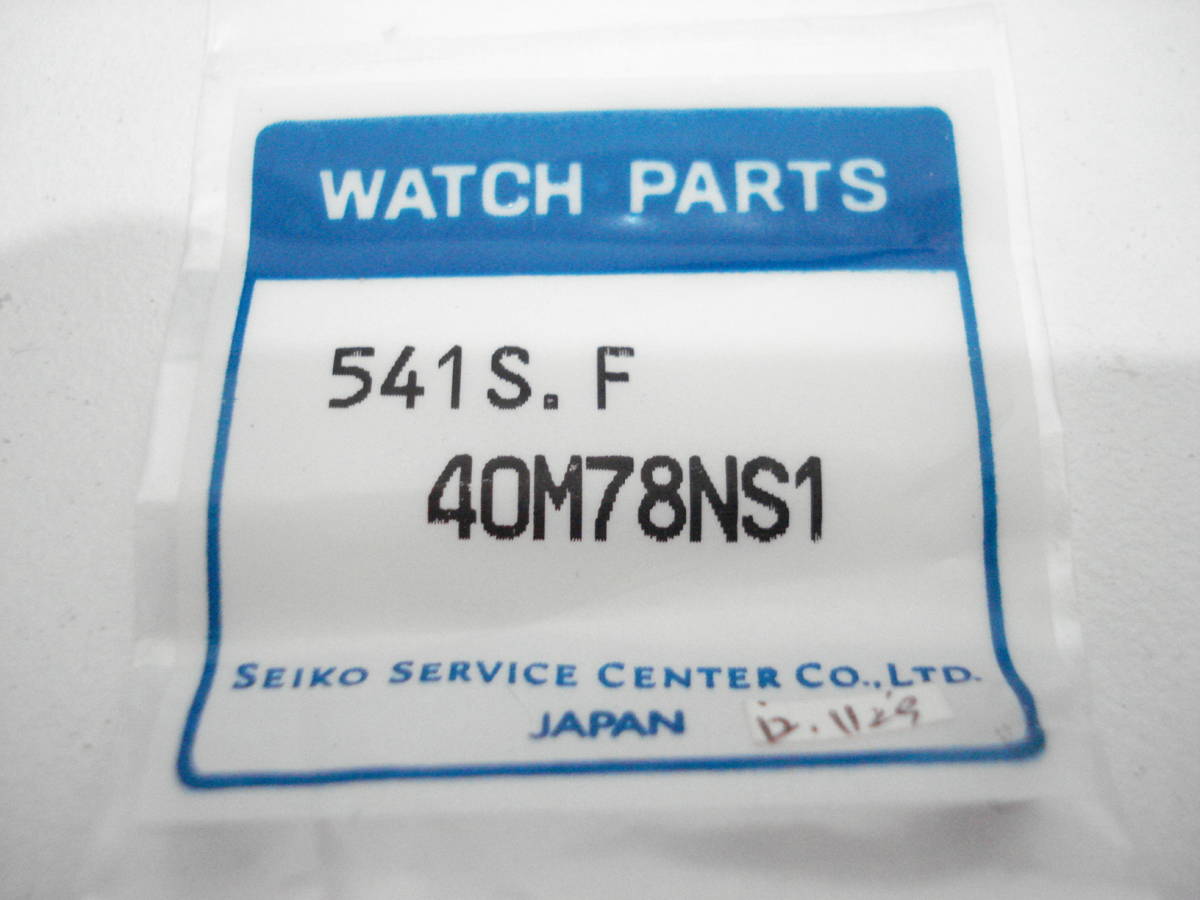 WATCH PARTS
541S.F
40M78NS1
SEIKO SERVICE CENTER CO.,LTD.
JAPAN